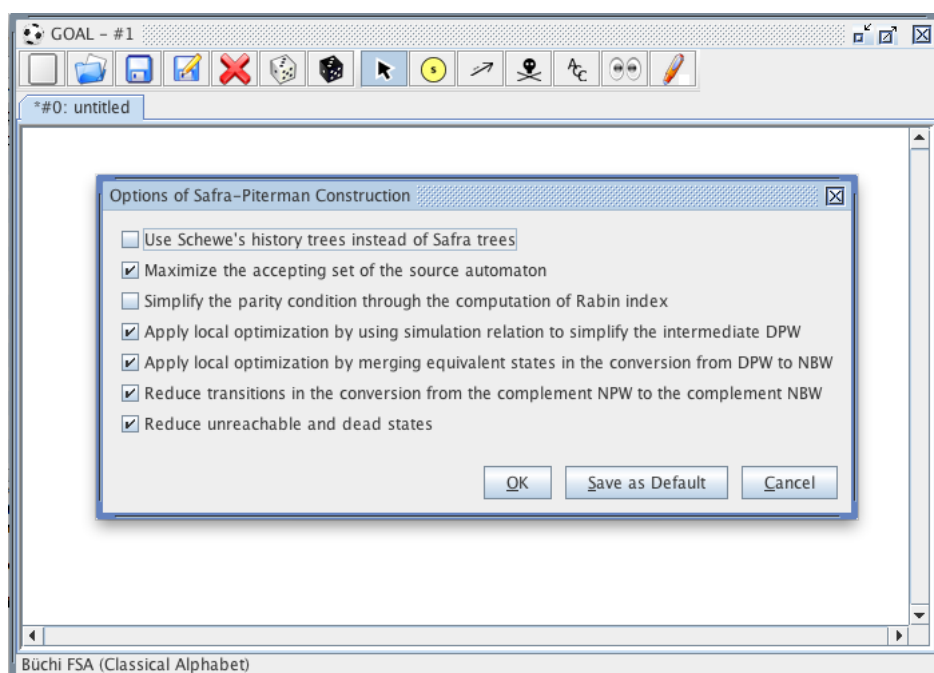 GOAL – #1
S
ACC
*#0: untitled
Options of Safra-Piterman Construction
Use Schewe's history trees instead of Safra trees
Maximize the accepting set of the source automaton
Simplify the parity condition through the computation of Rabin index
Apply local optimization by using simulation relation to simplify the intermediate DPW
Apply local optimization by merging equivalent states in the conversion from DPW to NBW
Reduce transitions in the conversion from the complement NPW to the complement NBW
Reduce unreachable and dead states
OK Save as Default Cancel
Büchi FSA (Classical Alphabet)